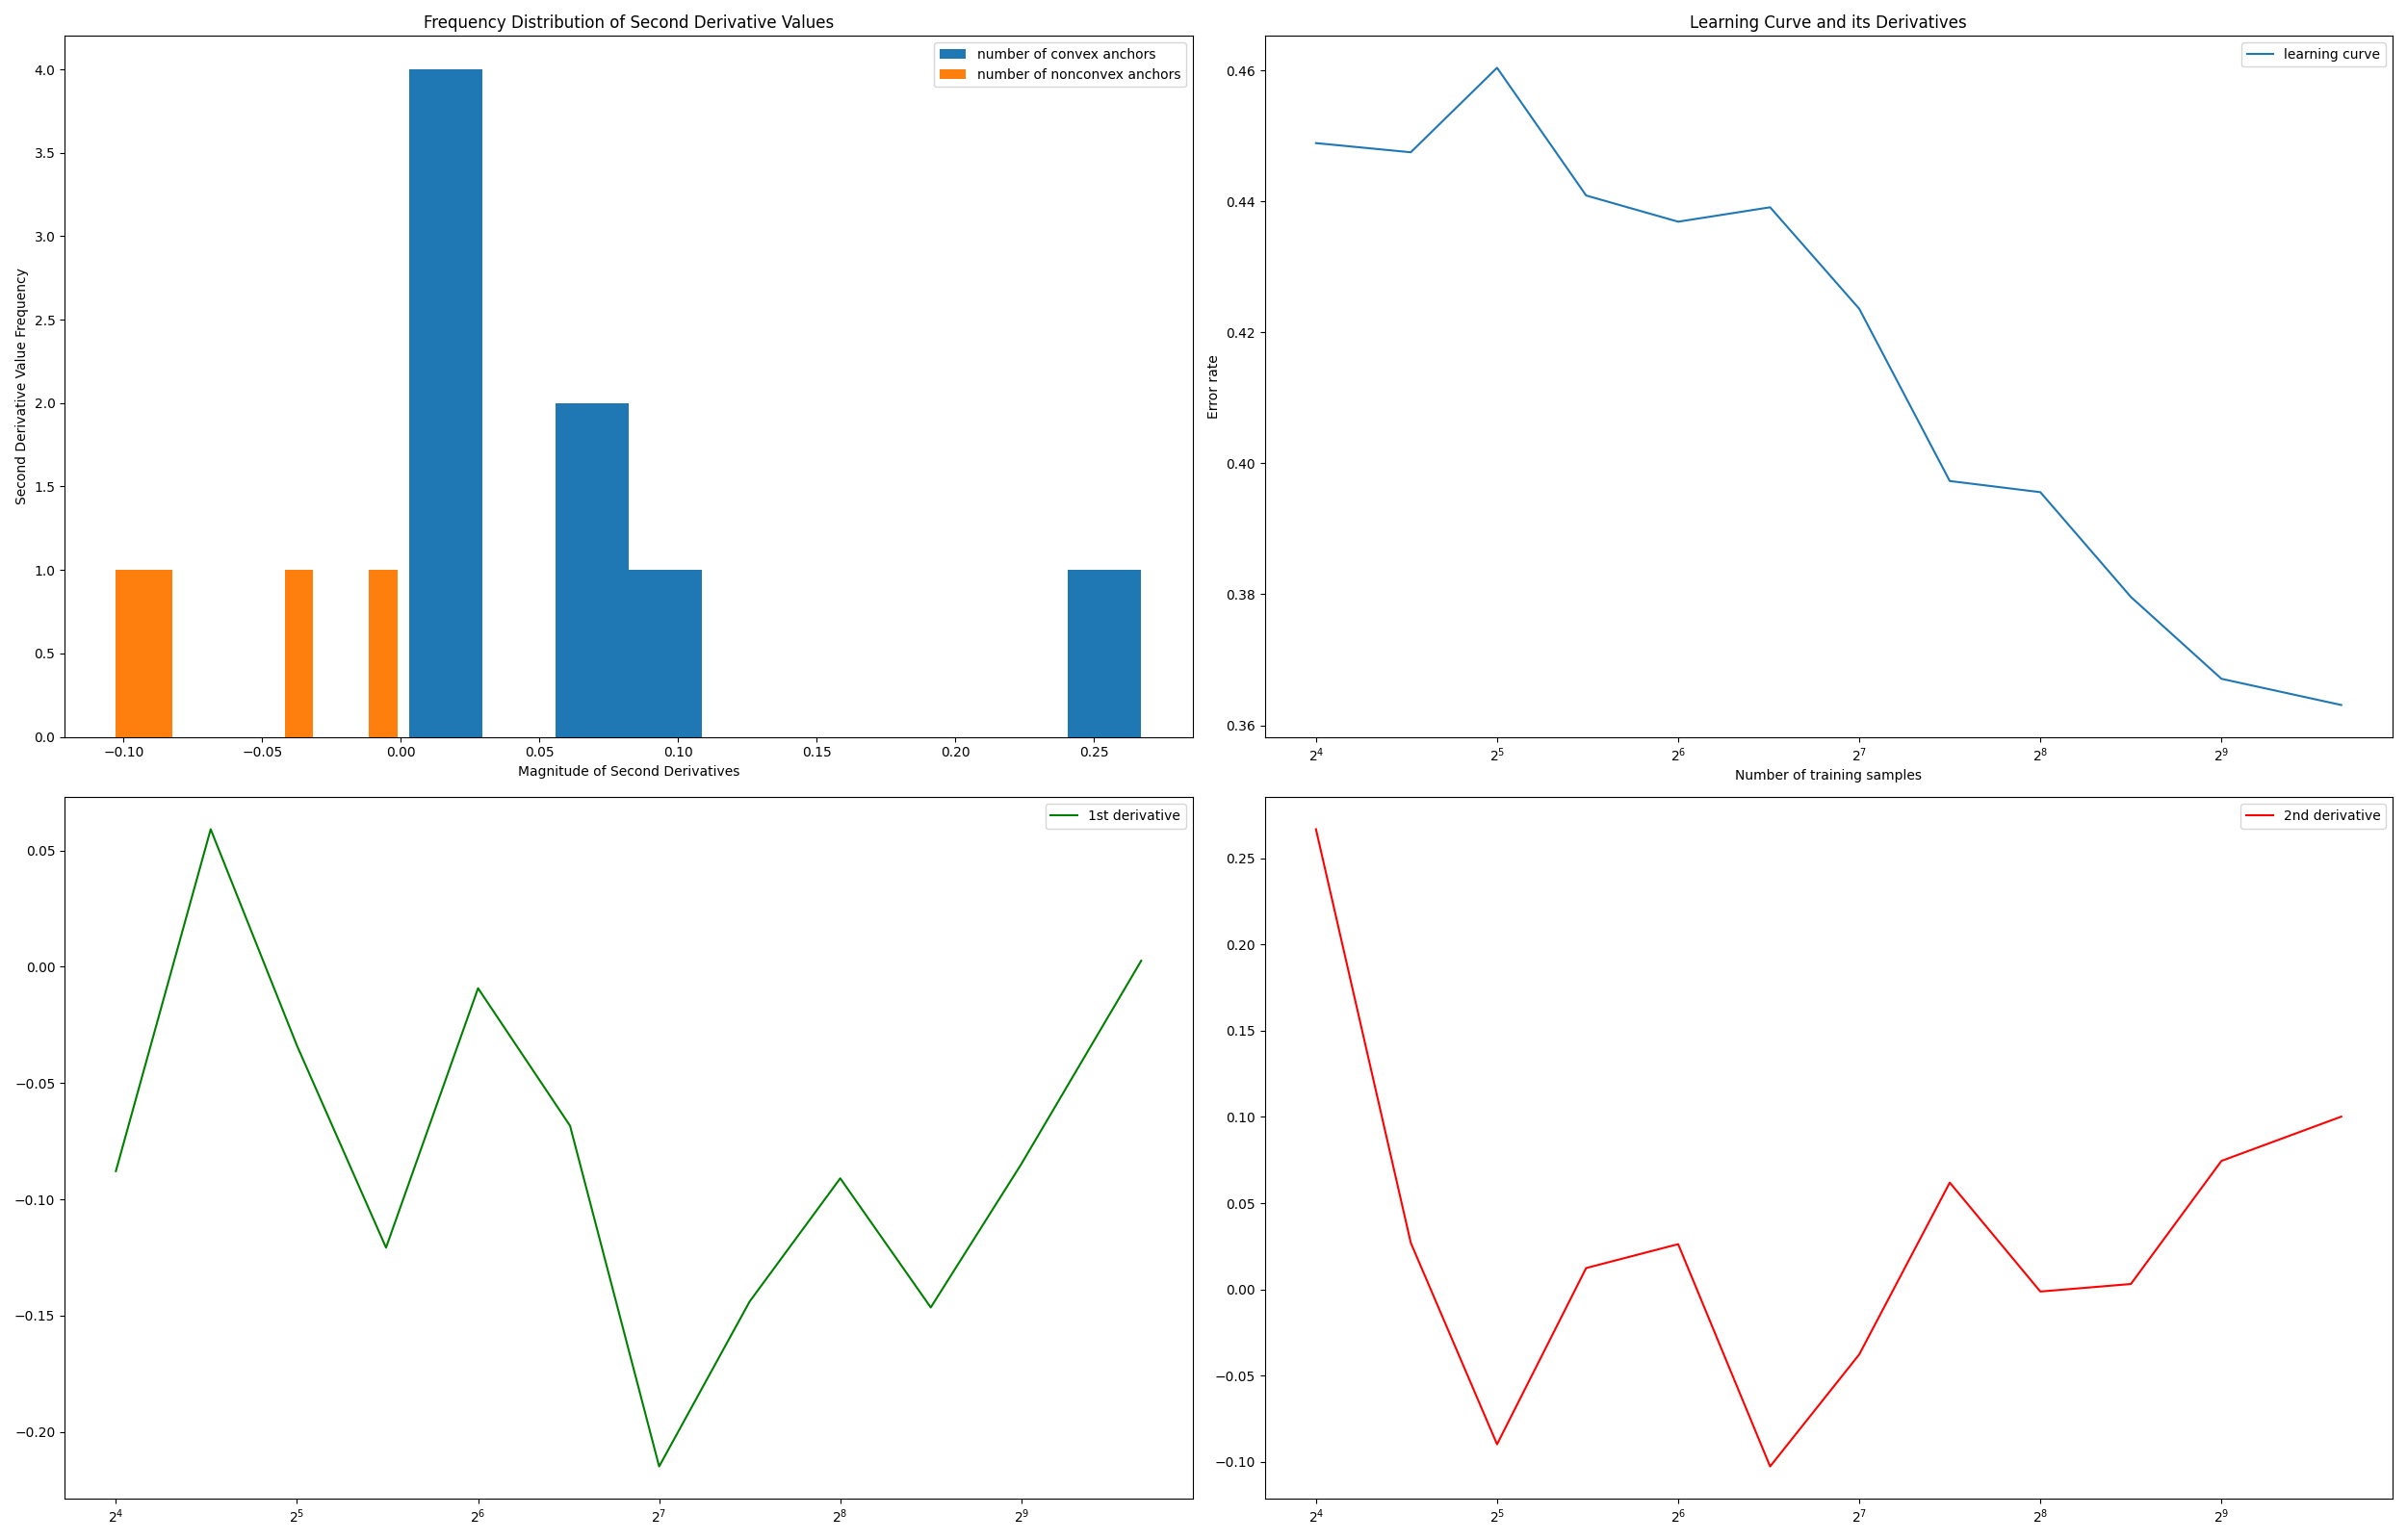 Frequency Distribution of Second Derivative Values
number of convex anchors
number of nonconvex anchors
Second Derivative Value Frequency
4.0
3.5
3.0
2.5
2.0
1.5
1.0
0.5
0.0
−0.10 −0.05 0.00 0.05 0.10 0.15 0.20 0.25
Magnitude of Second Derivatives
Learning Curve and its Derivatives
learning curve
Error rate
0.46
0.44
0.42
0.40
0.38
0.36
2⁴ 2⁵ 2⁶ 2⁷ 2⁸ 2⁹
Number of training samples
1st derivative
0.05
0.00
−0.05
−0.10
−0.15
−0.20
2⁴ 2⁵ 2⁶ 2⁷ 2⁸ 2⁹
2nd derivative
0.25
0.20
0.15
0.10
0.05
0.00
−0.05
−0.10
2⁴ 2⁵ 2⁶ 2⁷ 2⁸ 2⁹